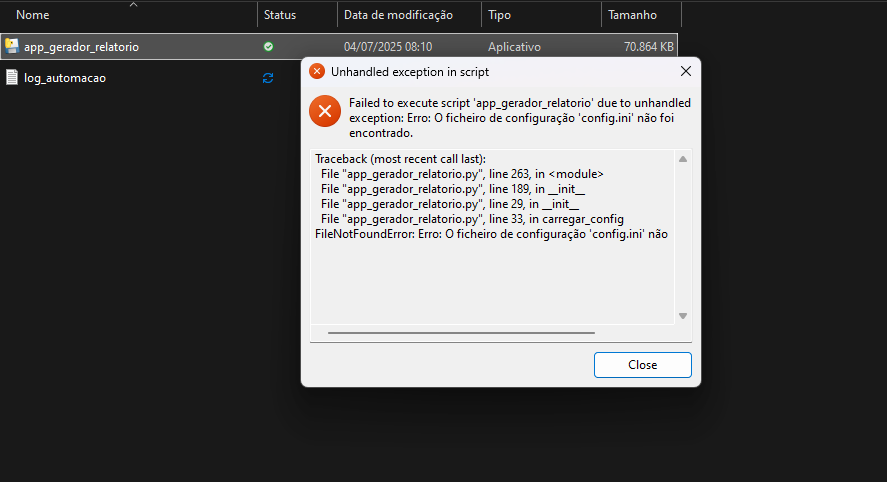 Nome Status Data de modificação Tipo Tamanho
app_gerador_relatorio 04/07/2025 08:10 Aplicativo 70.864 KB
log_automacao
Unhandled exception in script
Failed to execute script 'app_gerador_relatorio' due to unhandled
exception: Erro: O ficheiro de configuração 'config.ini' não foi
encontrado.
Traceback (most recent call last):
File "app_gerador_relatorio.py", line 263, in <module>
File "app_gerador_relatorio.py", line 189, in __init__
File "app_gerador_relatorio.py", line 29, in __init__
File "app_gerador_relatorio.py", line 33, in carregar_config
FileNotFoundError: Erro: O ficheiro de configuração 'config.ini' não
Close